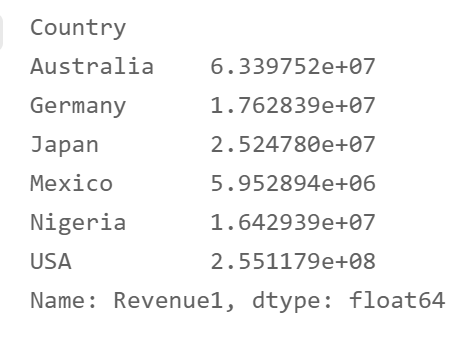 Country
Australia    6.339752e+07
Germany      1.762839e+07
Japan        2.524780e+07
Mexico       5.952894e+06
Nigeria      1.642939e+07
USA          2.551179e+08
Name: Revenue1, dtype: float64